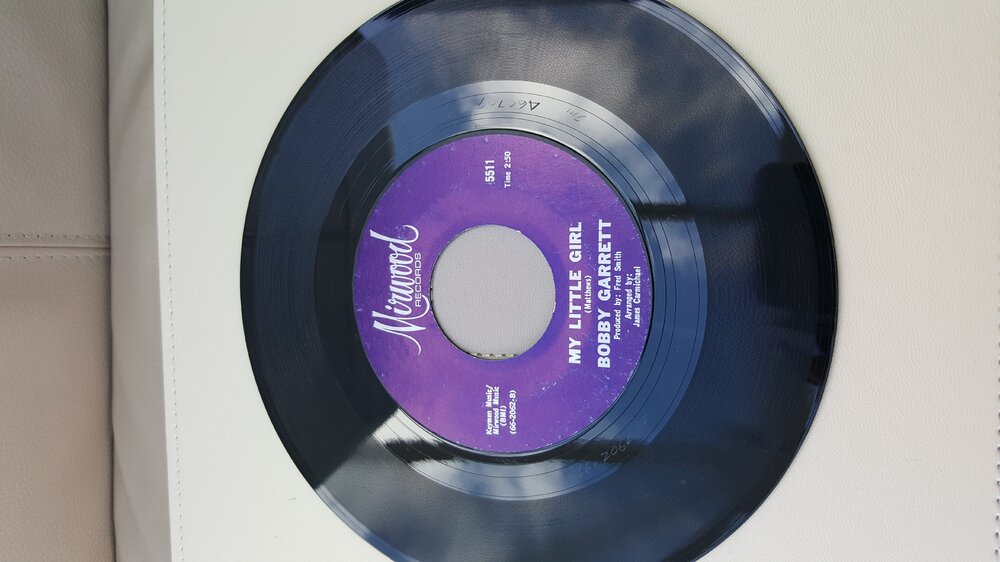 Mirwood
RECORDS
Keymen Music/
Mirwood Music
(BMI)
(66-2062-B)
5511
Time 2:50
MY LITTLE GIRL
(Matthews)
BOBBY GARRETT
Produced by: Fred Smith
Arranged by:
James Carmichael